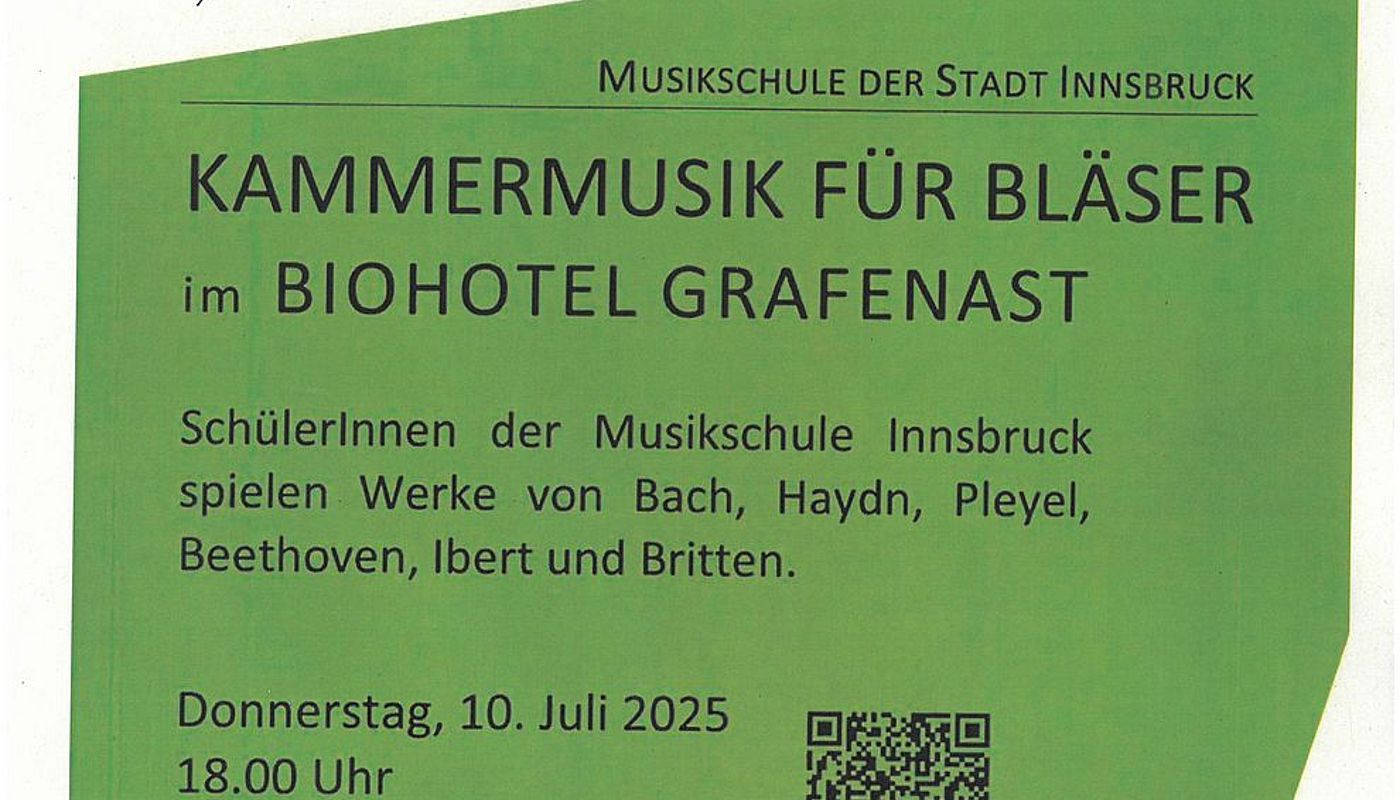 MUSIKSCHULE DER STADT INNSBRUCK
KAMMERMUSIK FÜR BLÄSER
im BIOHOTEL GRAFENAST
SchülerInnen der Musikschule Innsbruck
spielen Werke von Bach, Haydn, Pleyel,
Beethoven, Ibert und Britten.
Donnerstag, 10. Juli 2025
18.00 Uhr